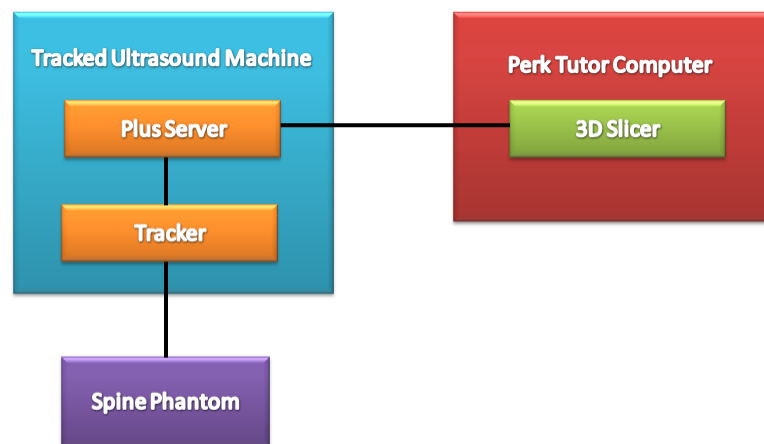 Tracked Ultrasound Machine
Plus Server
Tracker
Spine Phantom
Perk Tutor Computer
3D Slicer